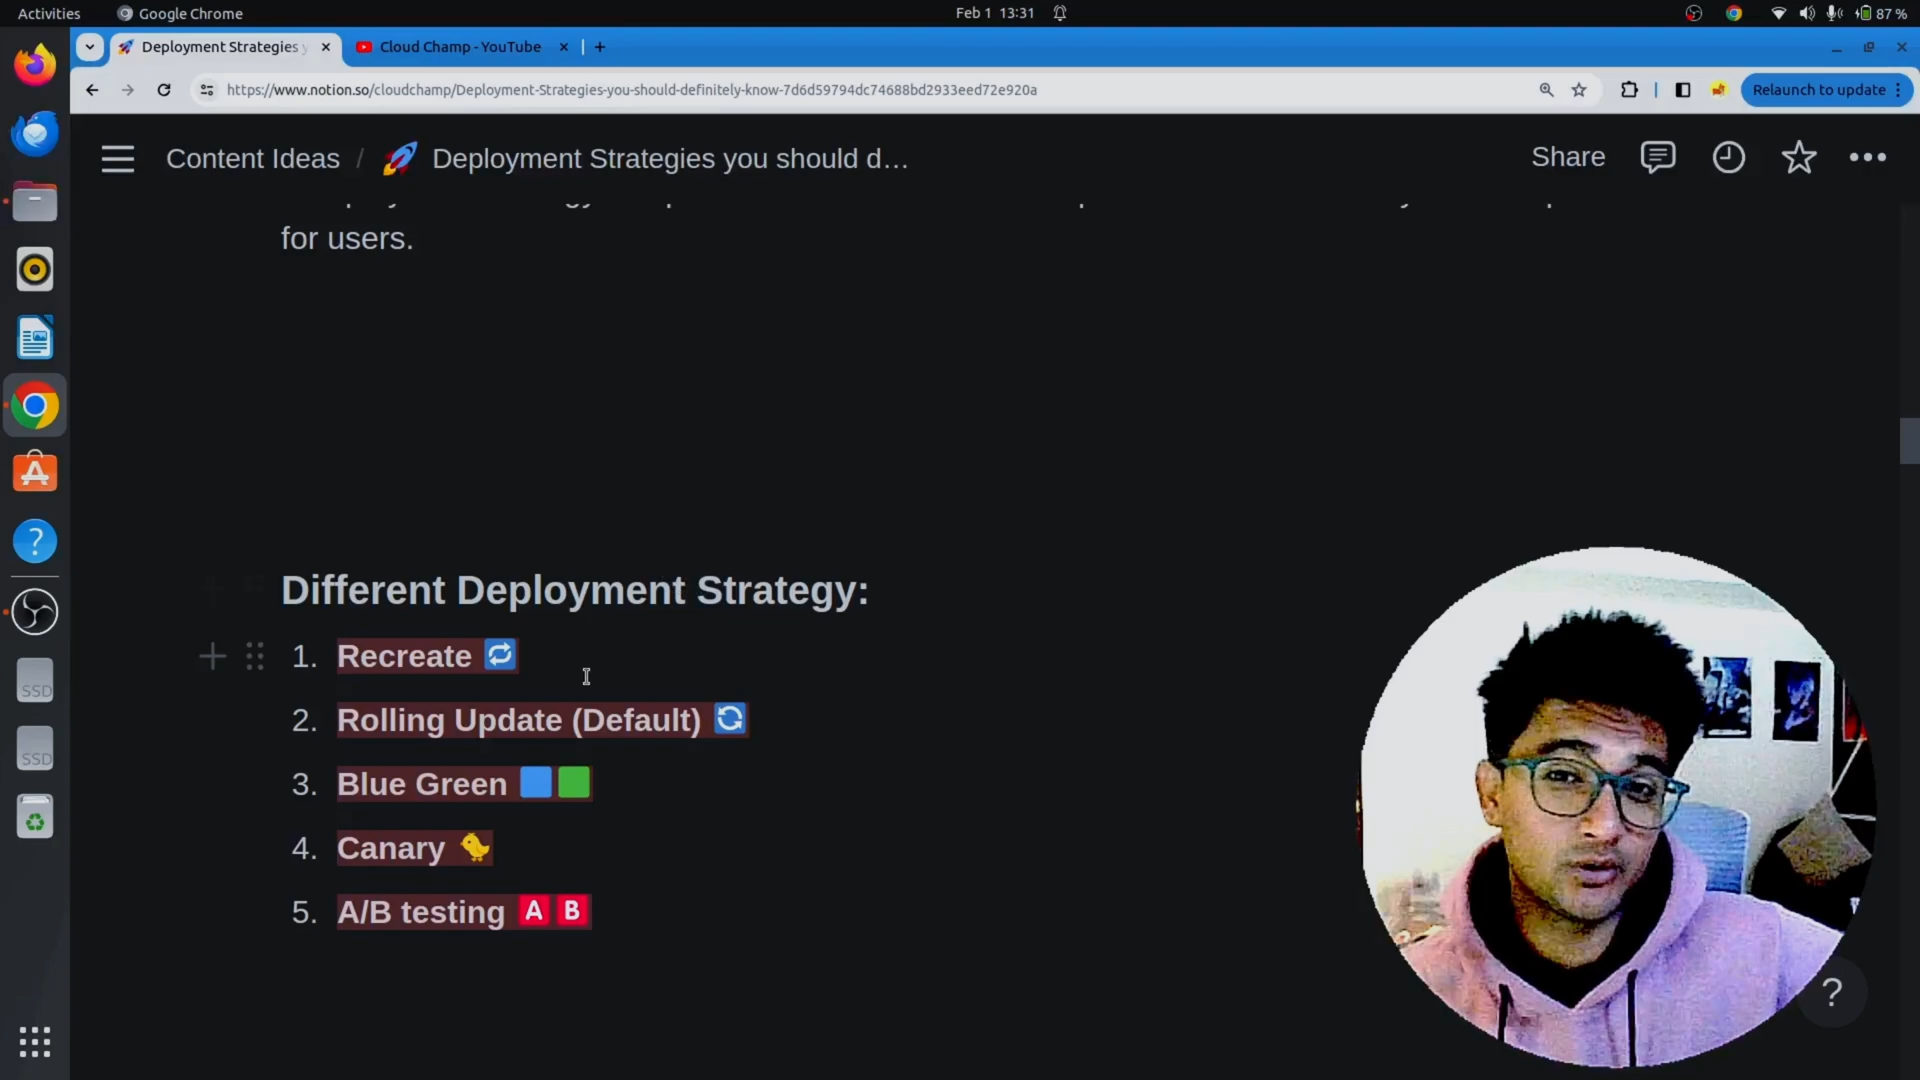 Activities
Google Chrome
Feb 1 13:31
87 %
Deployment Strategies y
Cloud Champ - YouTube
https://www.notion.so/cloudchamp/Deployment-Strategies-you-should-definitely-know-7d6d59794dc74688bd2933eed72e920a
Relaunch to update
Content Ideas / 🚀 Deployment Strategies you should d…
Share
for users.
Different Deployment Strategy:
1. Recreate 🔁
2. Rolling Update (Default) 🔄
3. Blue Green 🟦🟩
4. Canary 🐤
5. A/B testing 🅰🅱
SSD
SSD
?